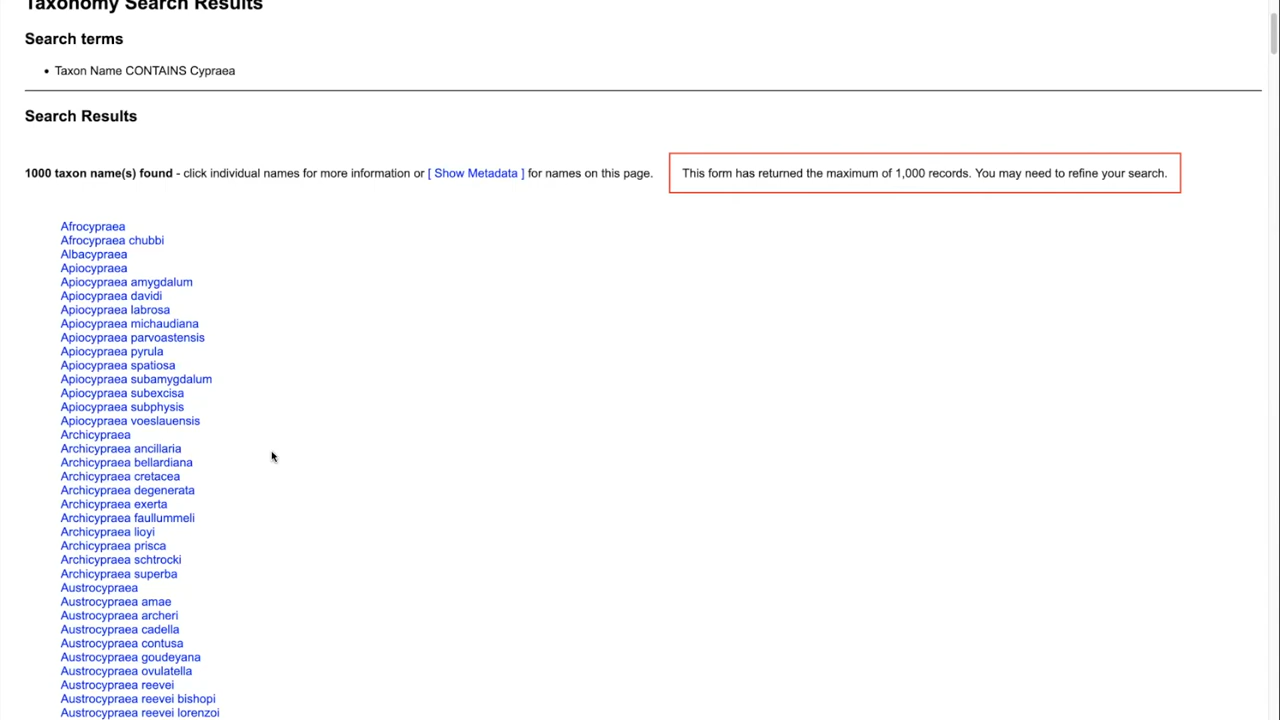 Taxonomy Search Results
Search terms
• Taxon Name CONTAINS Cypraea
Search Results
1000 taxon name(s) found - click individual names for more information or [ Show Metadata ] for names on this page. This form has returned the maximum of 1,000 records. You may need to refine your search.
Afrocypraea
Afrocypraea chubbi
Albacypraea
Apiocypraea
Apiocypraea amygdalum
Apiocypraea davidi
Apiocypraea labrosa
Apiocypraea michaudiana
Apiocypraea parvoastensis
Apiocypraea pyrula
Apiocypraea spatiosa
Apiocypraea subamygdalum
Apiocypraea subexcisa
Apiocypraea subphysis
Apiocypraea voeslauensis
Archicypraea
Archicypraea ancillaria
Archicypraea bellardiana
Archicypraea cretacea
Archicypraea degenerata
Archicypraea exerta
Archicypraea faullummeli
Archicypraea lioyi
Archicypraea prisca
Archicypraea schtrocki
Archicypraea superba
Austrocypraea
Austrocypraea amae
Austrocypraea archeri
Austrocypraea cadella
Austrocypraea contusa
Austrocypraea goudeyana
Austrocypraea ovulatella
Austrocypraea reevei
Austrocypraea reevei bishopi
Austrocypraea reevei lorenzoi